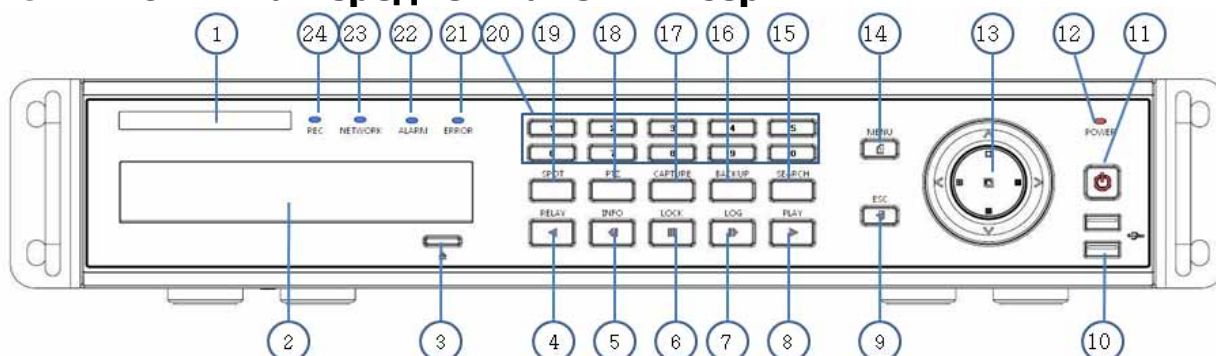 1 24 23 22 21 20 19 18 17 16 15 14 13 12 11
REC NETWORK ALARM ERROR
1 2 3 4 5
6 7 8 9 0
MENU
POWER
SPOT PTZ CAPTURE BACKUP SEARCH
ESC
RELAY INFO LOCK LOG PLAY
2 3 4 5 6 7 8 9 10